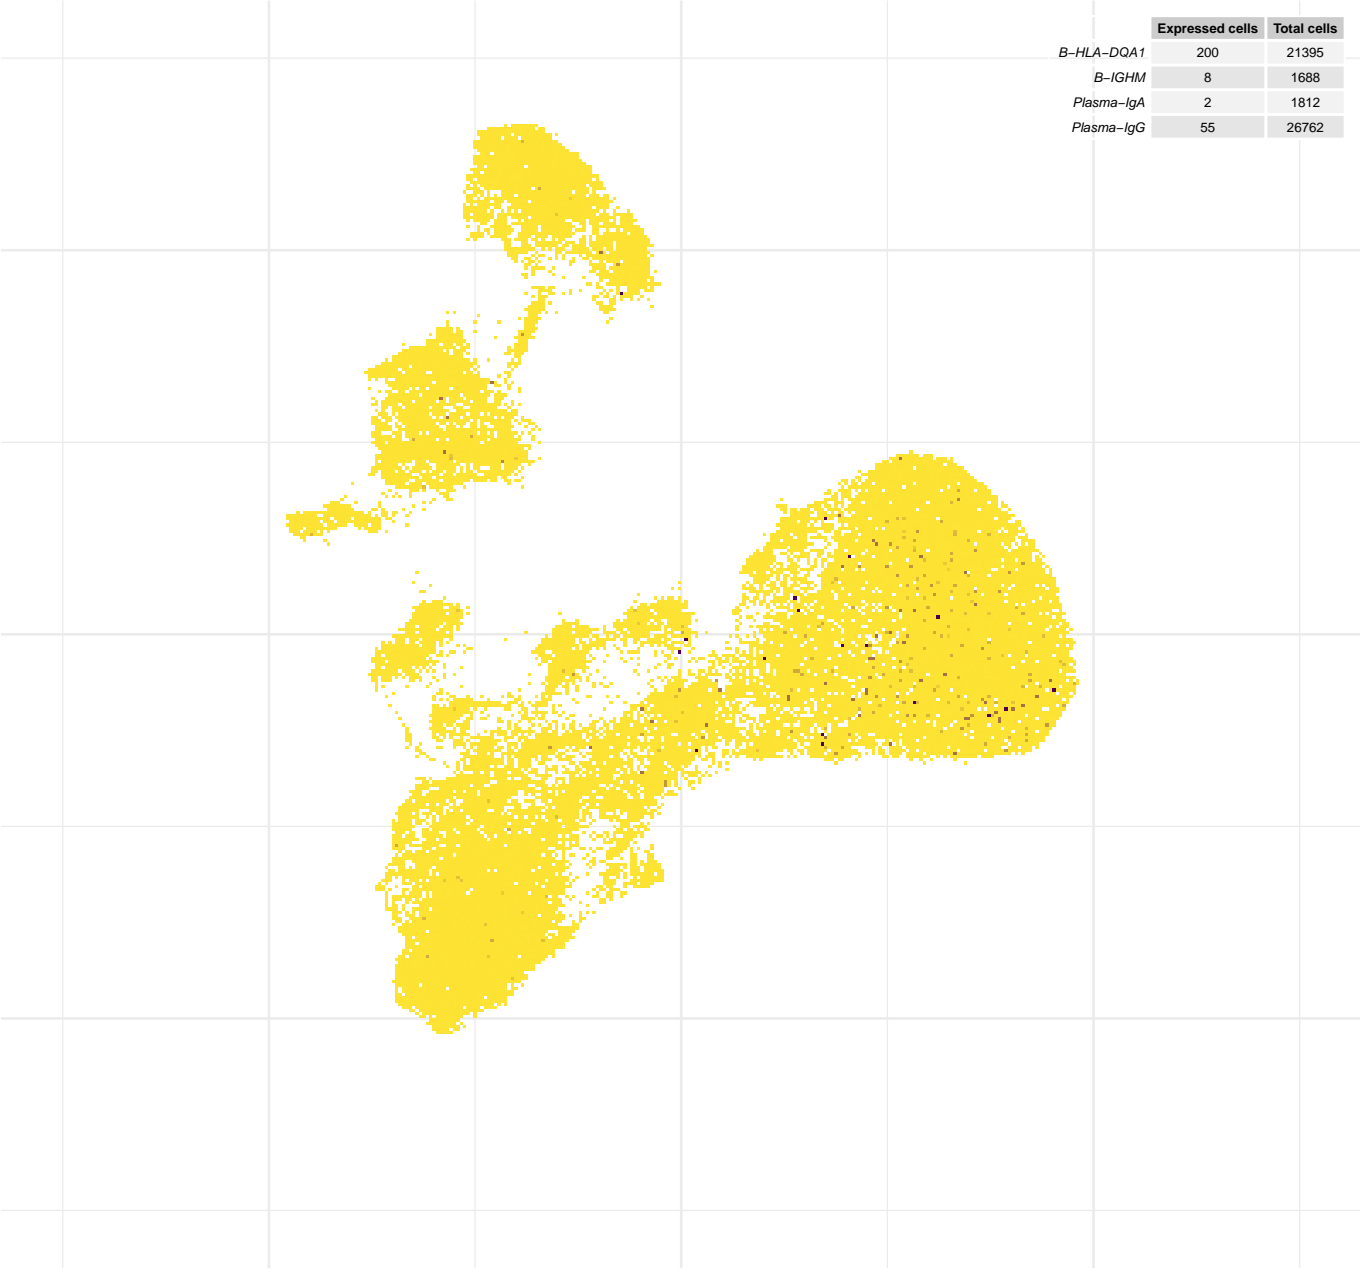 Expressed cells Total cells
B−HLA−DQA1 200 21395
B−IGHM 8 1688
Plasma−IgA 2 1812
Plasma−IgG 55 26762